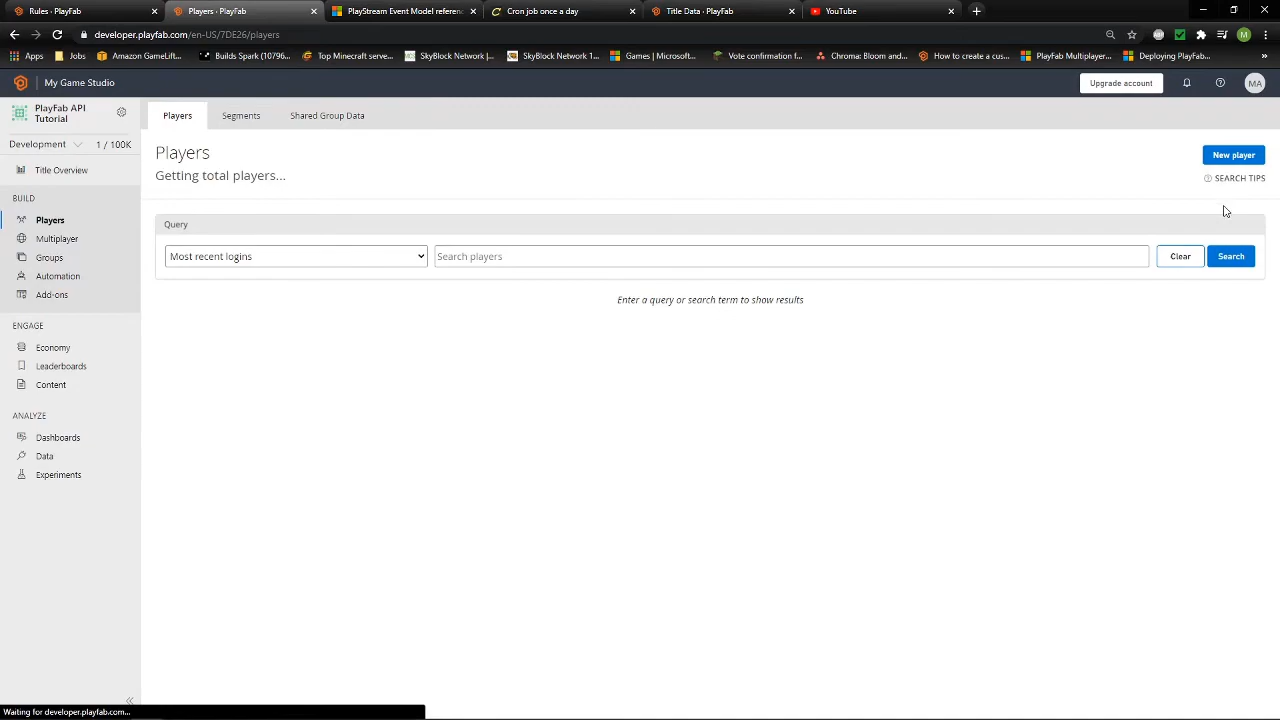 Rules - PlayFab
Players · PlayFab
PlayStream Event Model referenc
Cron job once a day
Title Data · PlayFab
YouTube
developer.playfab.com/en-US/7DE26/players
M
Apps
Jobs
Amazon GameLift...
Builds Spark (10796...
Top Minecraft serve...
SkyBlock Network |...
SkyBlock Network 1...
Games | Microsoft...
Vote confirmation f...
Chroma: Bloom and...
How to create a cus...
PlayFab Multiplayer...
Deploying PlayFab...
»
My Game Studio
Upgrade account
MA
PlayFab API
Tutorial
Development
1 / 100K
Title Overview
BUILD
Players
Multiplayer
Groups
Automation
Add-ons
ENGAGE
Economy
Leaderboards
Content
ANALYZE
Dashboards
Data
Experiments
Players
Segments
Shared Group Data
Players
New player
Getting total players...
SEARCH TIPS
Query
Most recent logins
Search players
Clear
Search
Enter a query or search term to show results
Waiting for developer.playfab.com...